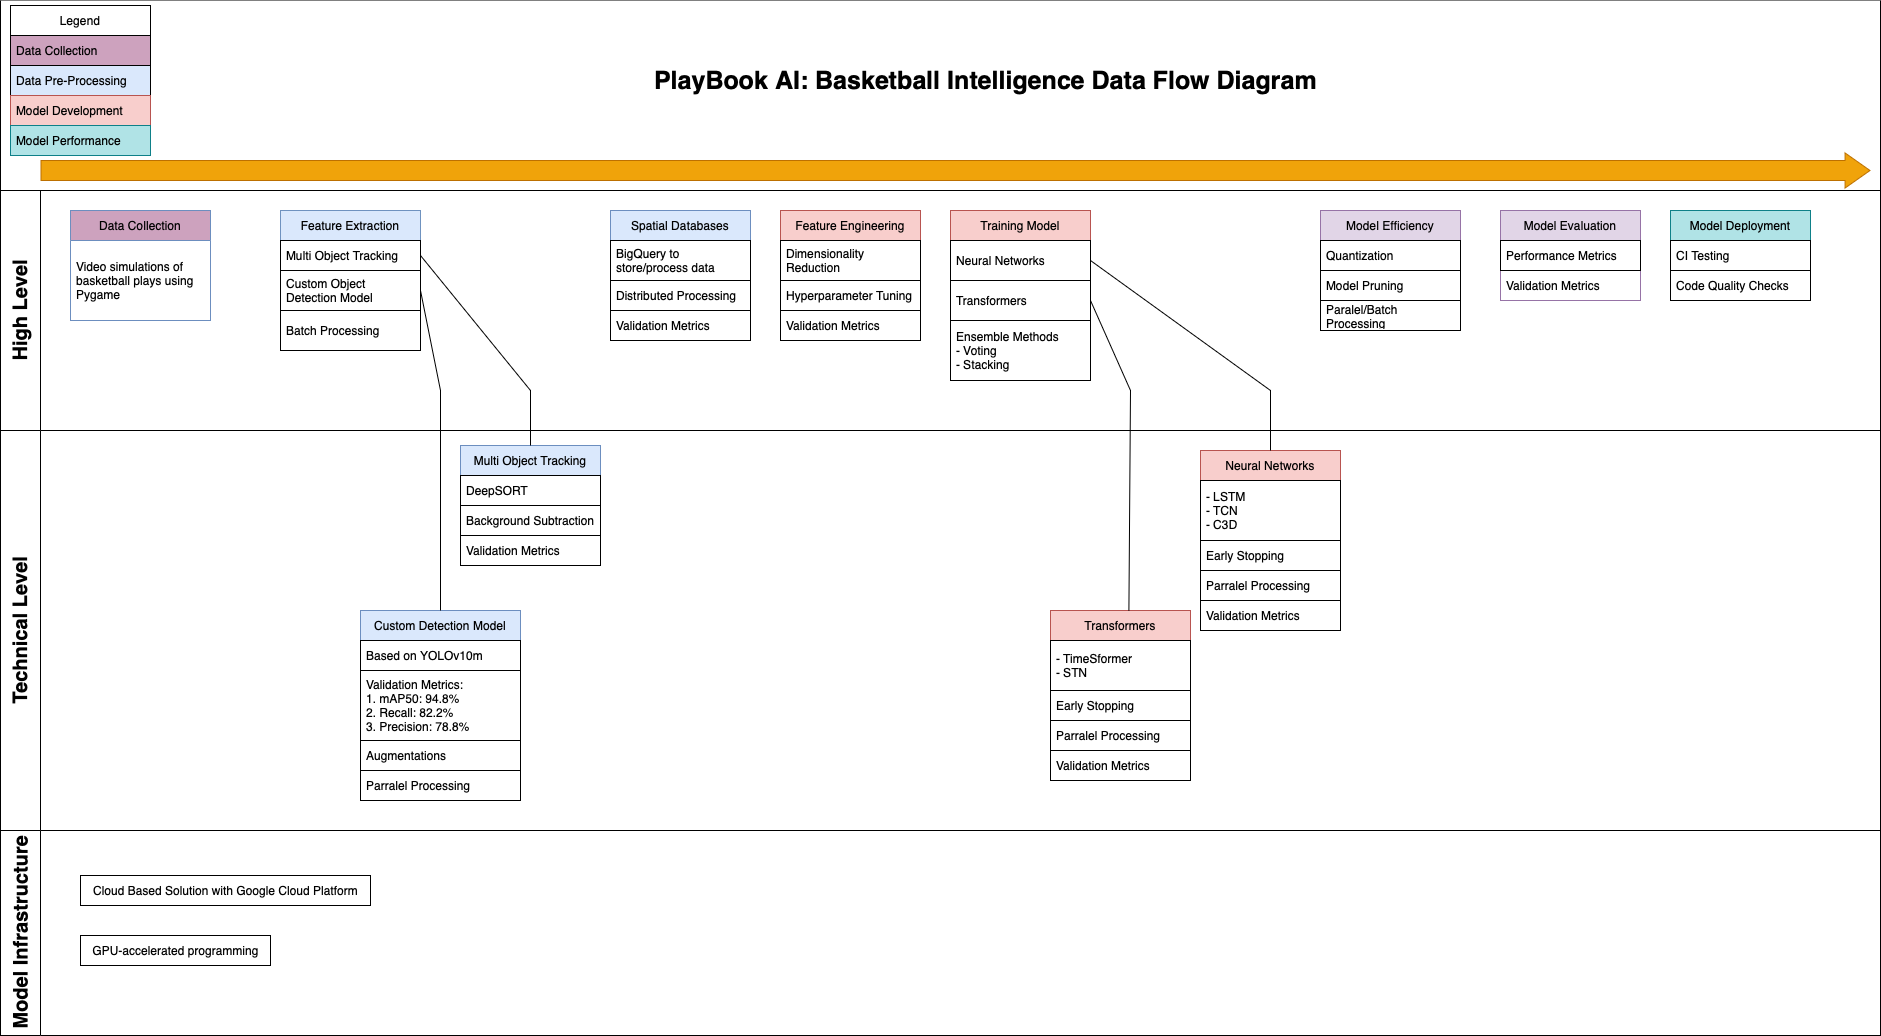 Legend
Data Collection
Data Pre-Processing
Model Development
Model Performance
PlayBook AI: Basketball Intelligence Data Flow Diagram
High Level
Data Collection
Video simulations of
basketball plays using
Pygame
Feature Extraction
Multi Object Tracking
Custom Object
Detection Model
Batch Processing
Spatial Databases
BigQuery to
store/process data
Distributed Processing
Validation Metrics
Feature Engineering
Dimensionality
Reduction
Hyperparameter Tuning
Validation Metrics
Training Model
Neural Networks
Transformers
Ensemble Methods
- Voting
- Stacking
Model Efficiency
Quantization
Model Pruning
Paralel/Batch
Processing
Model Evaluation
Performance Metrics
Validation Metrics
Model Deployment
CI Testing
Code Quality Checks
Technical Level
Multi Object Tracking
DeepSORT
Background Subtraction
Validation Metrics
Custom Detection Model
Based on YOLOv10m
Validation Metrics:
1. mAP50: 94.8%
2. Recall: 82.2%
3. Precision: 78.8%
Augmentations
Parralel Processing
Neural Networks
- LSTM
- TCN
- C3D
Early Stopping
Parralel Processing
Validation Metrics
Transformers
- TimeSformer
- STN
Early Stopping
Parralel Processing
Validation Metrics
Model Infrastructure
Cloud Based Solution with Google Cloud Platform
GPU-accelerated programming